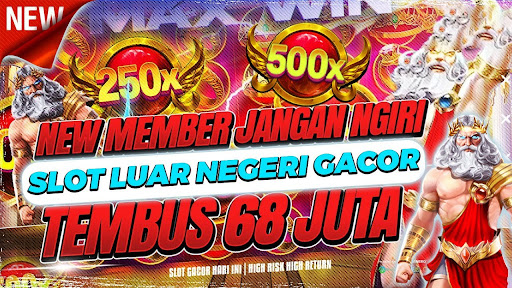 NEW
MAXWIN
250x
500x
NEW MEMBER JANGAN NGIRI
SLOT LUAR NEGERI GACOR
TEMBUS 68 JUTA
SLOT GACOR HARI INI | HIGH RISK HIGH RETURN